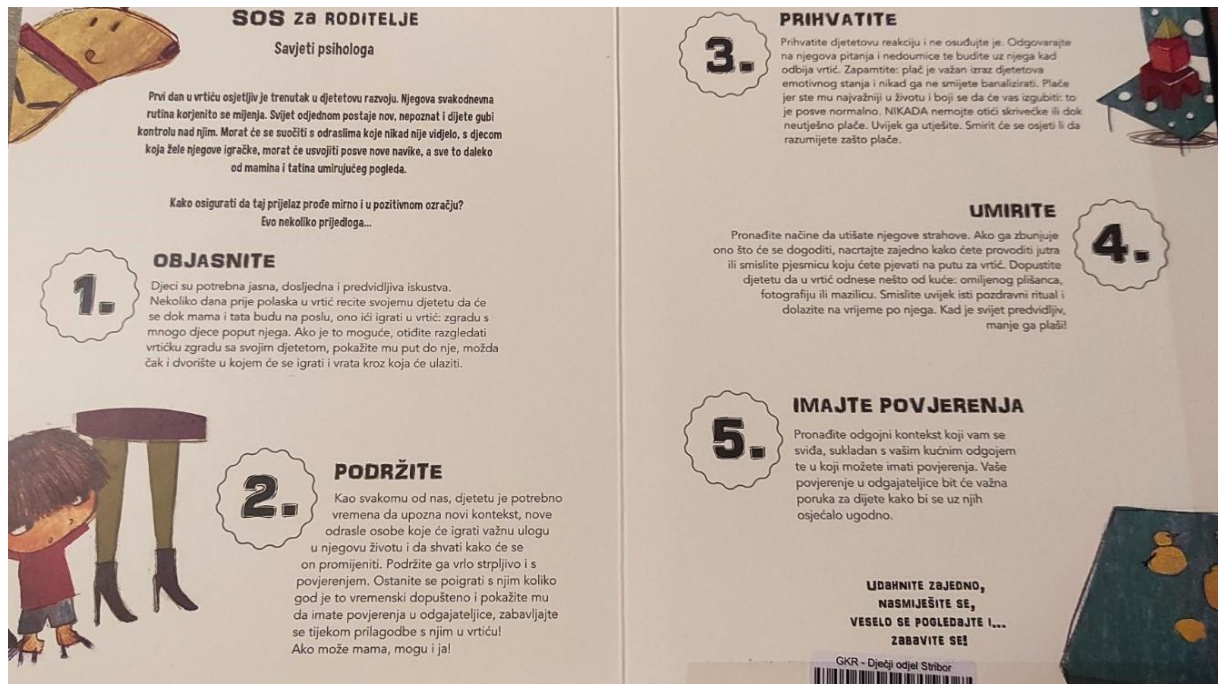 SOS za RODITELJE
Savjeti psihologa
Prvi dan u vrtiću osjetljiv je trenutak u djetetovu razvoju. Njegova svakodnevna
rutina korjenito se mijenja. Svijet odjednom postaje nov, nepoznat i dijete gubi
kontrolu nad njim. Morat će se suočiti s odraslima koje nikad nije vidjelo, s djecom
koja žele njegove igračke, morat će usvojiti posve nove navike, a sve to daleko
od mamina i tatina umirujućeg pogleda.
Kako osigurati da taj prijelaz prođe mirno i u pozitivnom ozračju?
Evo nekoliko prijedloga...
1.
OBJASNITE
Djeci su potrebna jasna, dosljedna i predvidljiva iskustva.
Nekoliko dana prije polaska u vrtić recite svojemu djetetu da će
se dok mama i tata budu na poslu, ono ići igrati u vrtić: zgradu s
mnogo djece poput njega. Ako je to moguće, otiđite razgledati
vrtićku zgradu sa svojim djetetom, pokažite mu put do nje, možda
čak i dvorište u kojem će se igrati i vrata kroz koja će ulaziti.
2.
PODRŽITE
Kao svakomu od nas, djetetu je potrebno
vremena da upozna novi kontekst, nove
odrasle osobe koje će igrati važnu ulogu
u njegovu životu i da shvati kako će se
on promijeniti. Podržite ga vrlo strpljivo i s
povjerenjem. Ostanite se poigrati s njim koliko
god je to vremenski dopušteno i pokažite mu
da imate povjerenja u odgajateljice, zabavljajte
se tijekom prilagodbe s njim u vrtiću!
Ako može mama, mogu i ja!
3.
PRIHVATITE
Prihvatite djetetovu reakciju i ne osuđujte je. Odgovarajte
na njegova pitanja i nedoumice te budite uz njega kad
odbija vrtić. Zapamtite: plač je važan izraz djetetova
emotivnog stanja i nikad ga ne smijete banalizirati. Plače
jer ste mu najvažniji u životu i boji se da će vas izgubiti: to
je posve normalno. NIKADA nemojte otići skrivećke ili dok
neutješno plače. Uvijek ga utješite. Smirit će se osjeti li da
razumijete zašto plače.
UMIRITE
4.
Pronađite načine da utišate njegove strahove. Ako ga zbunjuje
ono što će se dogoditi, nacrtajte zajedno kako ćete provoditi jutra
ili smislite pjesmicu koju ćete pjevati na putu za vrtić. Dopustite
djetetu da u vrtić odnese nešto od kuće: omiljenog plišanca,
fotografiju ili mazilicu. Smislite uvijek isti pozdravni ritual i
dolazite na vrijeme po njega. Kad je svijet predvidljiv,
manje ga plaši!
5.
IMAJTE POVJERENJA
Pronađite odgojni kontekst koji vam se
sviđa, sukladan s vašim kućnim odgojem
te u koji možete imati povjerenja. Vaše
povjerenje u odgajateljice bit će važna
poruka za dijete kako bi se uz njih
osjećalo ugodno.
UDAHNITE ZAJEDNO,
NASMIJEŠITE SE,
VESELO SE POGLEDAJTE I...
ZABAVITE SE!
GKR - Dječji odjel Stribor